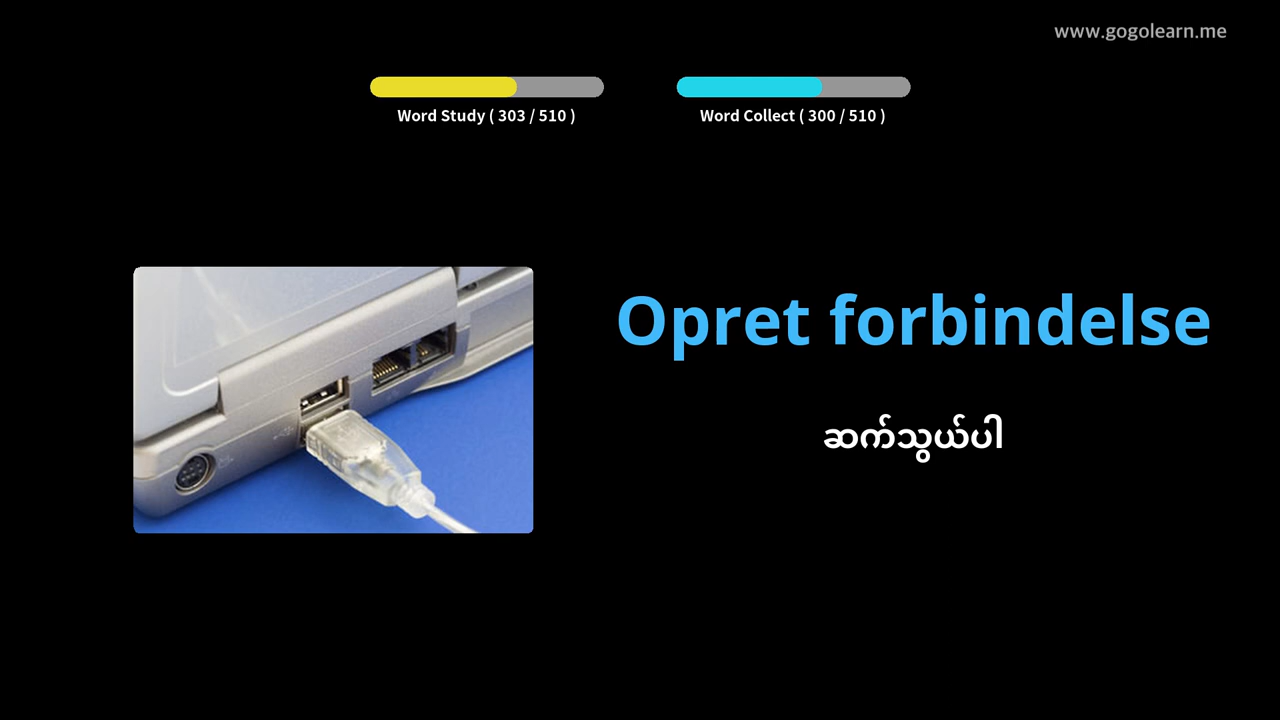 www.gogolearn.me
Word Study ( 303 / 510 )
Word Collect ( 300 / 510 )
Opret forbindelse
ဆက်သွယ်ပါ